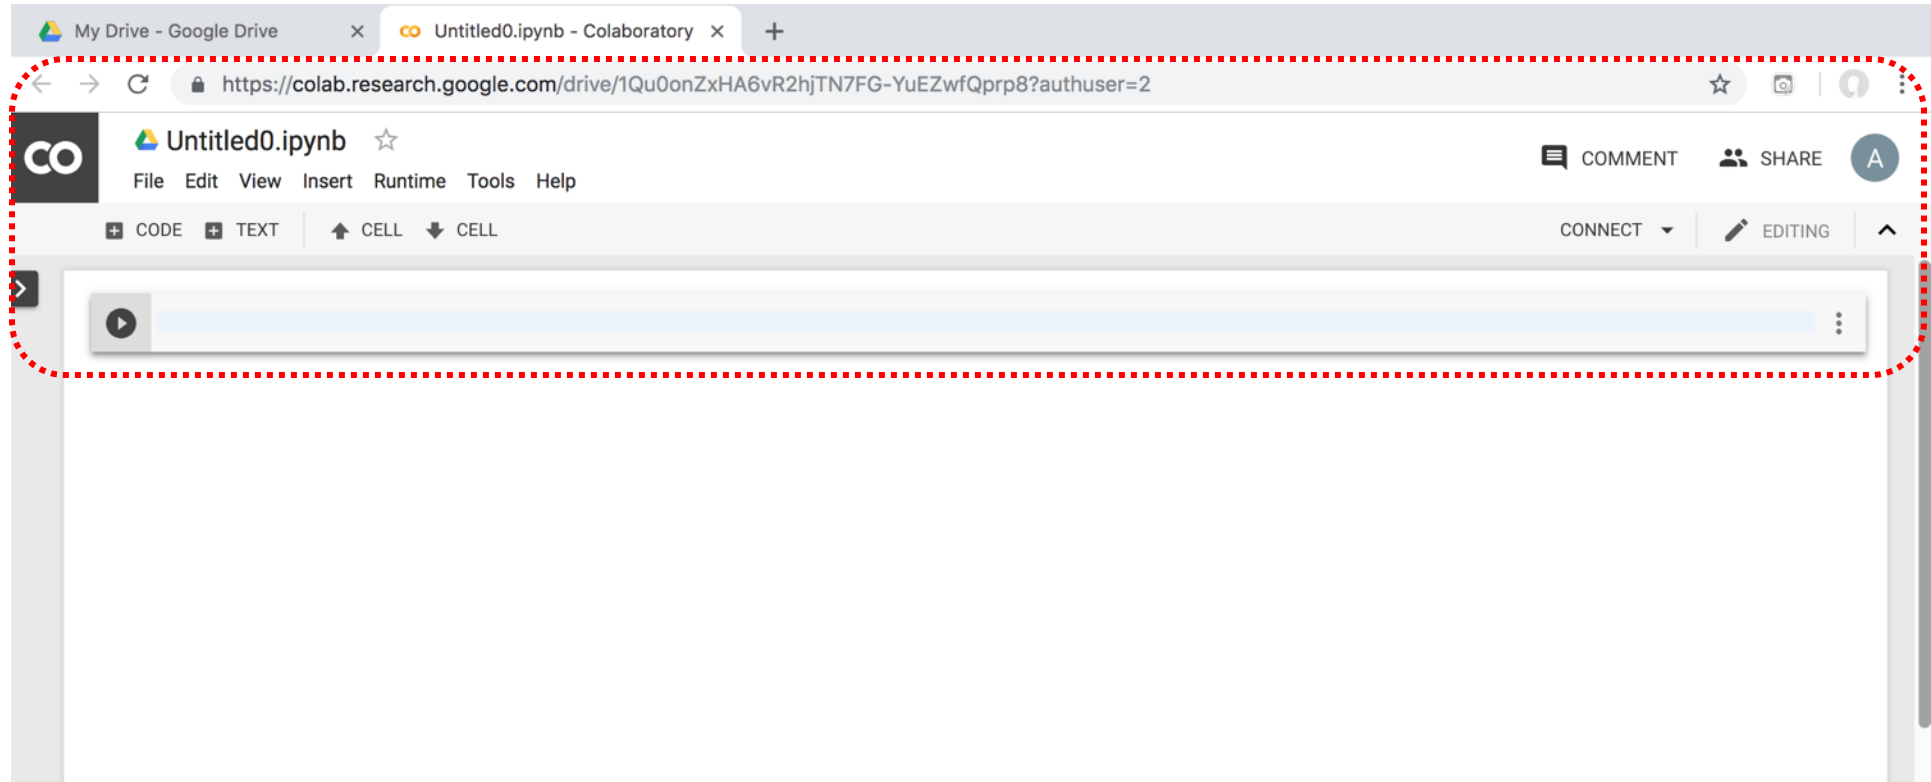 My Drive - Google Drive
Untitled0.ipynb - Colaboratory
https://colab.research.google.com/drive/1Qu0onZxHA6vR2hjTN7FG-YuEZwfQprp8?authuser=2
CO Untitled0.ipynb
COMMENT SHARE A
File Edit View Insert Runtime Tools Help
CODE TEXT CELL CELL CONNECT EDITING